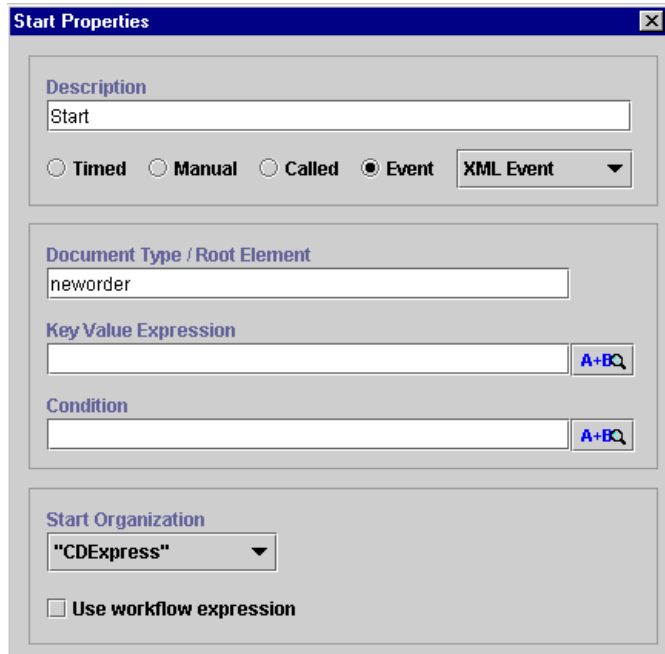 Start Properties
Description
Start
Timed Manual Called Event XML Event
Document Type / Root Element
neworder
Key Value Expression
A+B
Condition
A+B
Start Organization
"CDExpress"
Use workflow expression